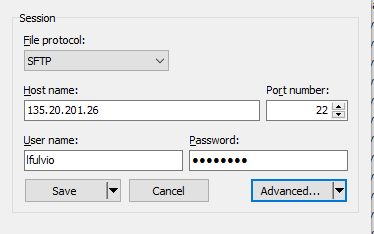 Session
File protocol:
SFTP
Host name: Port number:
135.20.201.26 22
User name: Password:
lfulvio ●●●●●●●●
Save Cancel Advanced...